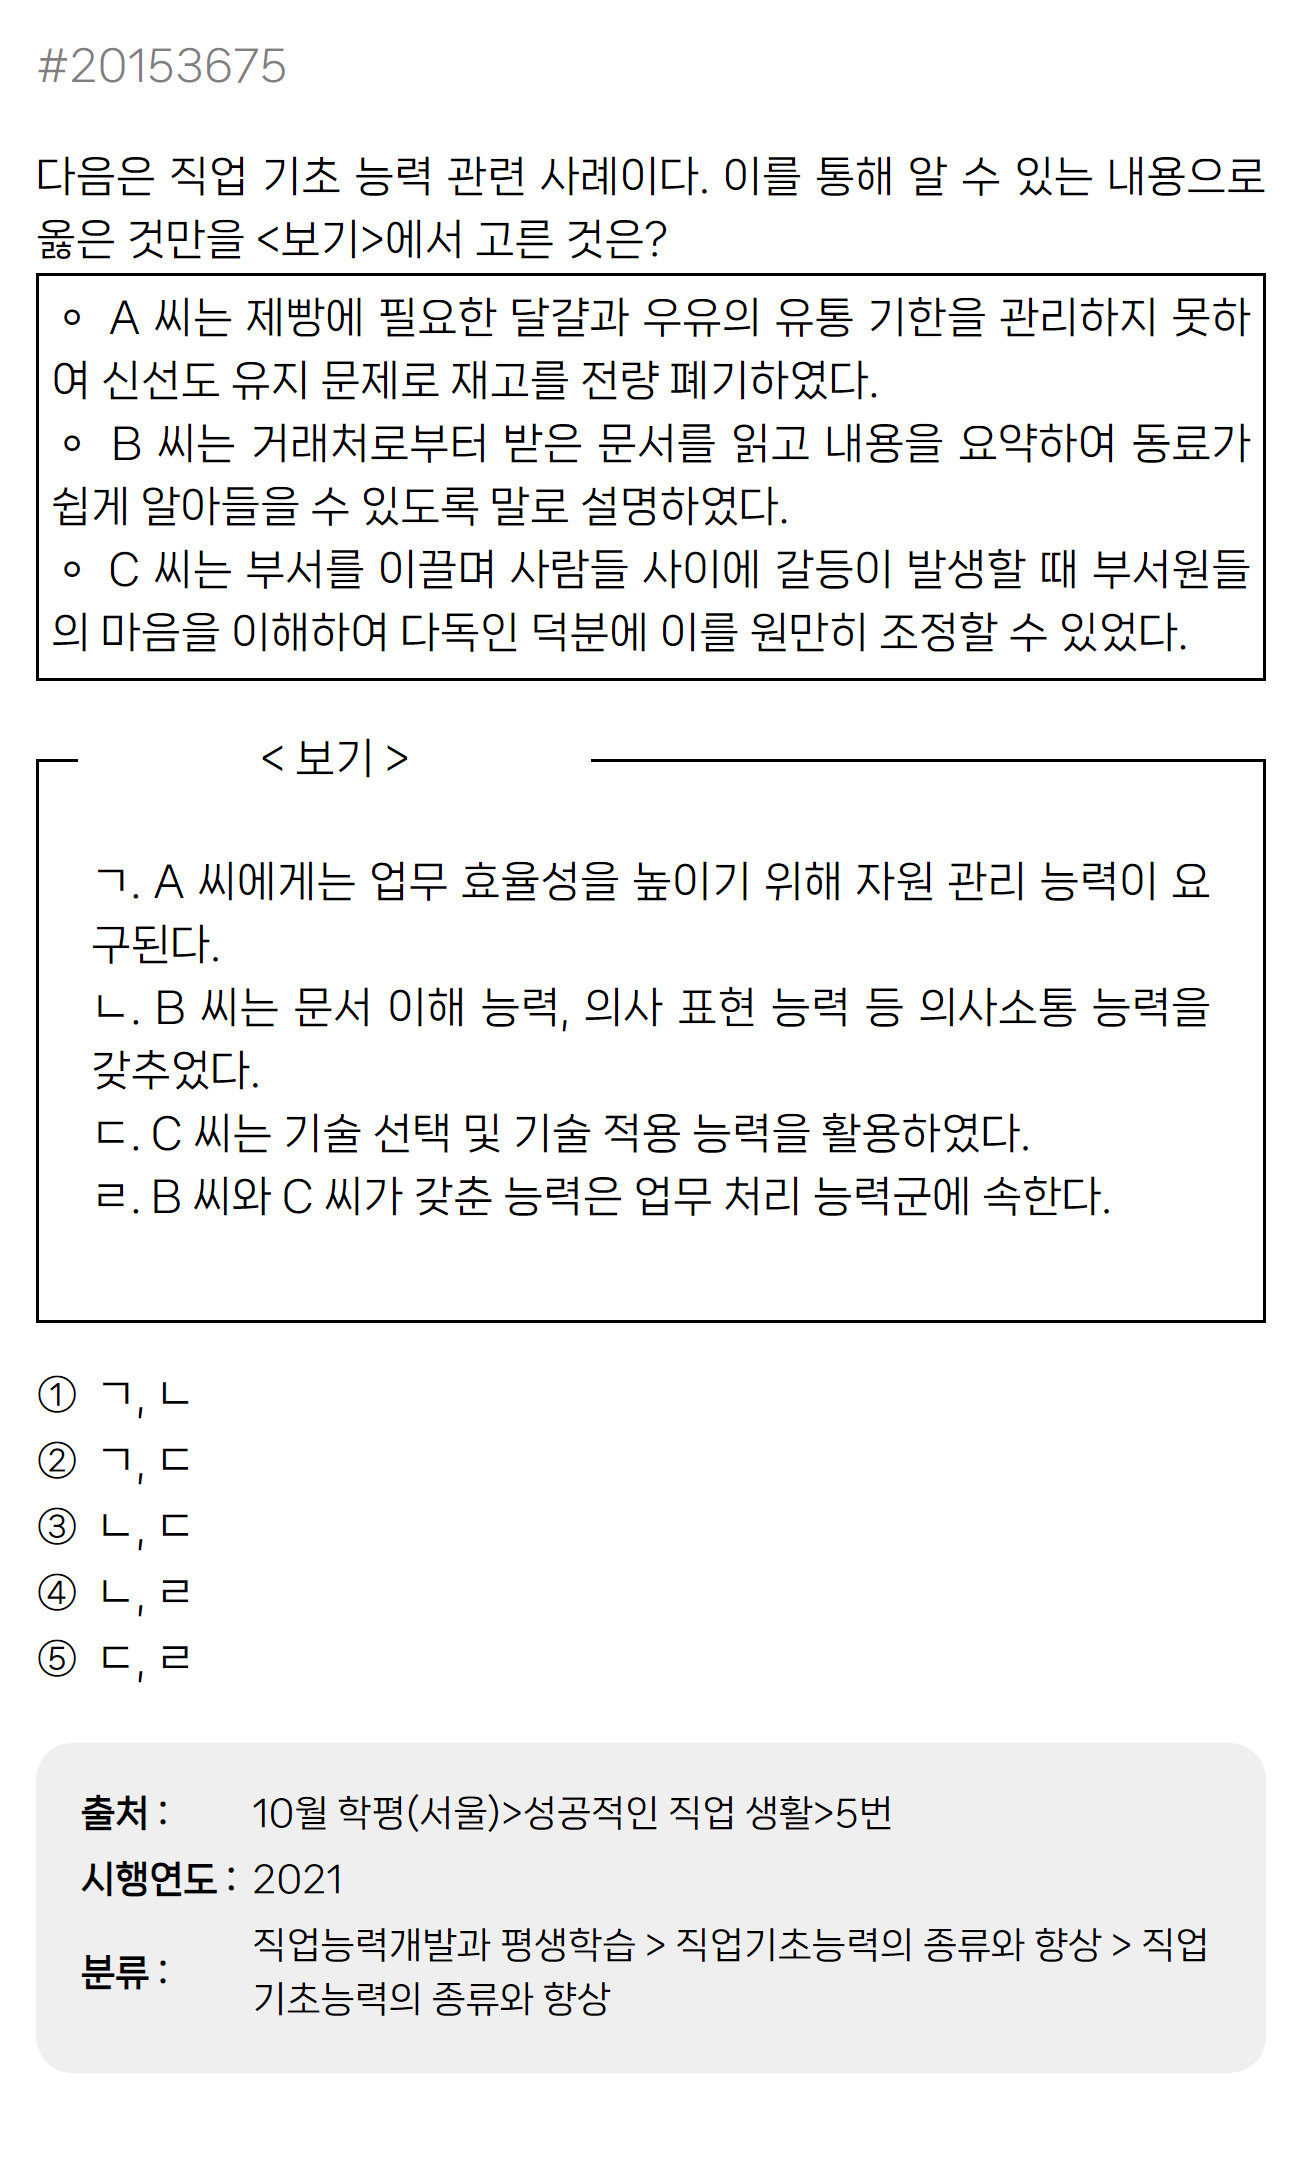 #20153675
다음은 직업 기초 능력 관련 사례이다. 이를 통해 알 수 있는 내용으로
옳은 것만을 <보기>에서 고른 것은?
∘ A 씨는 제빵에 필요한 달걀과 우유의 유통 기한을 관리하지 못하
여 신선도 유지 문제로 재고를 전량 폐기하였다.
∘ B 씨는 거래처로부터 받은 문서를 읽고 내용을 요약하여 동료가
쉽게 알아들을 수 있도록 말로 설명하였다.
∘ C 씨는 부서를 이끌며 사람들 사이에 갈등이 발생할 때 부서원들
의 마음을 이해하여 다독인 덕분에 이를 원만히 조정할 수 있었다.
< 보기 >
ㄱ. A 씨에게는 업무 효율성을 높이기 위해 자원 관리 능력이 요
구된다.
ㄴ. B 씨는 문서 이해 능력, 의사 표현 능력 등 의사소통 능력을
갖추었다.
ㄷ. C 씨는 기술 선택 및 기술 적용 능력을 활용하였다.
ㄹ. B 씨와 C 씨가 갖춘 능력은 업무 처리 능력군에 속한다.
① ㄱ, ㄴ
② ㄱ, ㄷ
③ ㄴ, ㄷ
④ ㄴ, ㄹ
⑤ ㄷ, ㄹ
출처 : 10월 학평(서울)>성공적인 직업 생활>5번
시행연도 : 2021
분류 : 직업능력개발과 평생학습 > 직업기초능력의 종류와 향상 > 직업
기초능력의 종류와 향상